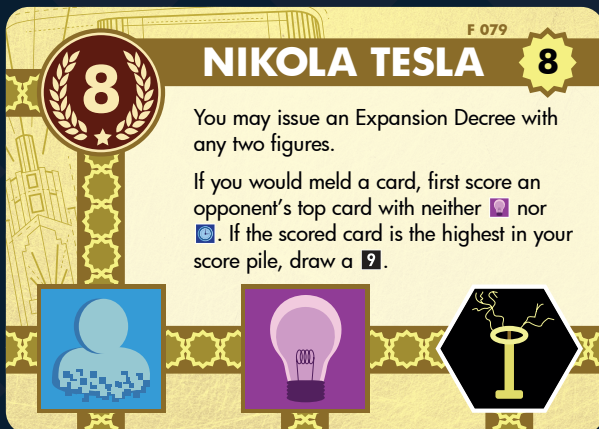 F 079
8
NIKOLA TESLA
8
You may issue an Expansion Decree with
any two figures.
If you would meld a card, first score an
opponent's top card with neither nor
. If the scored card is the highest in your
score pile, draw a 9.